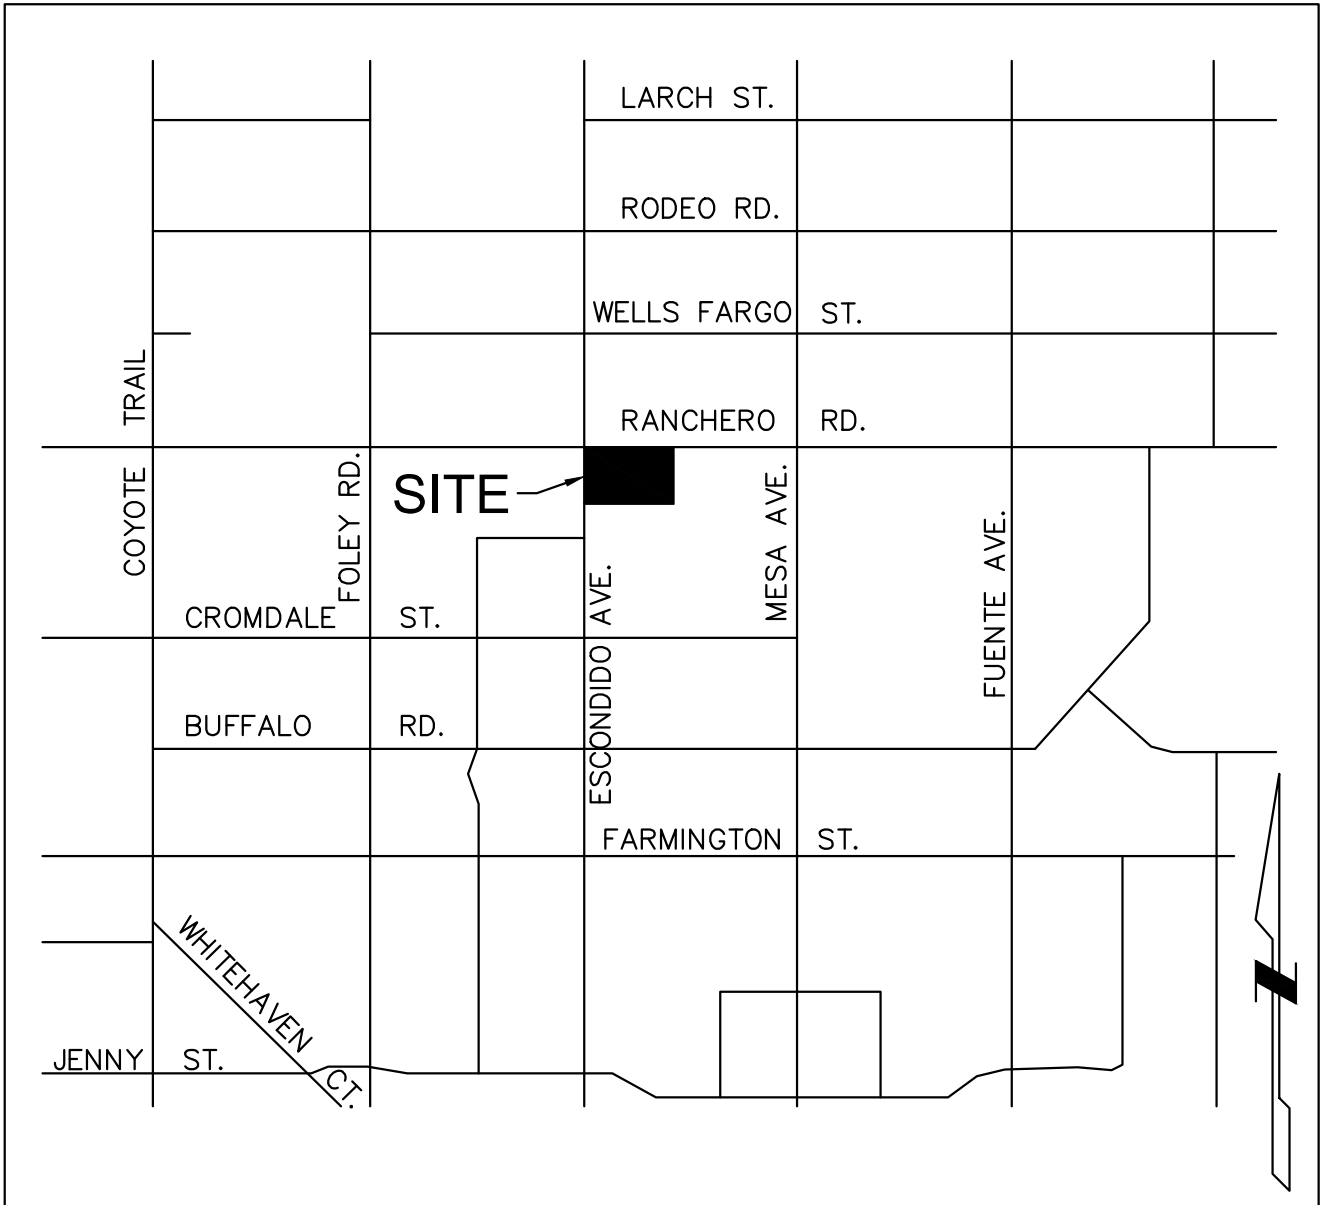 LARCH ST.
RODEO RD.
WELLS FARGO ST.
RANCHERO RD.
COYOTE TRAIL
FOLEY RD.
SITE
MESA AVE.
FUENTE AVE.
ESCONDIDO AVE.
CROMDALE ST.
BUFFALO RD.
FARMINGTON ST.
WHITEHAVEN CT.
JENNY ST.
N